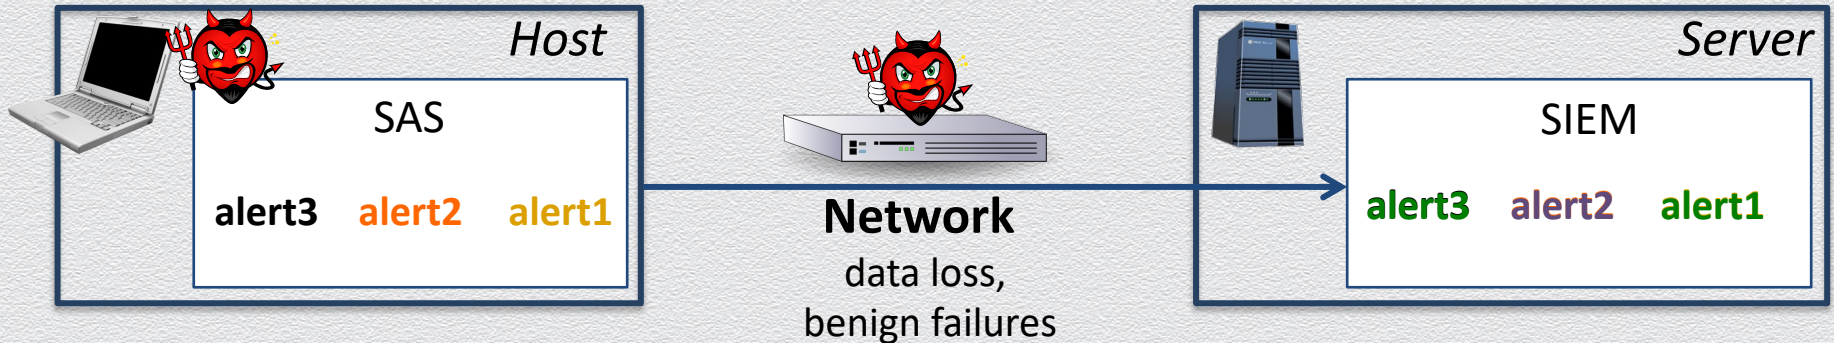 Host
SAS
alert3 alert2 alert1
Network
data loss,
benign failures
Server
SIEM
alert3 alert2 alert1